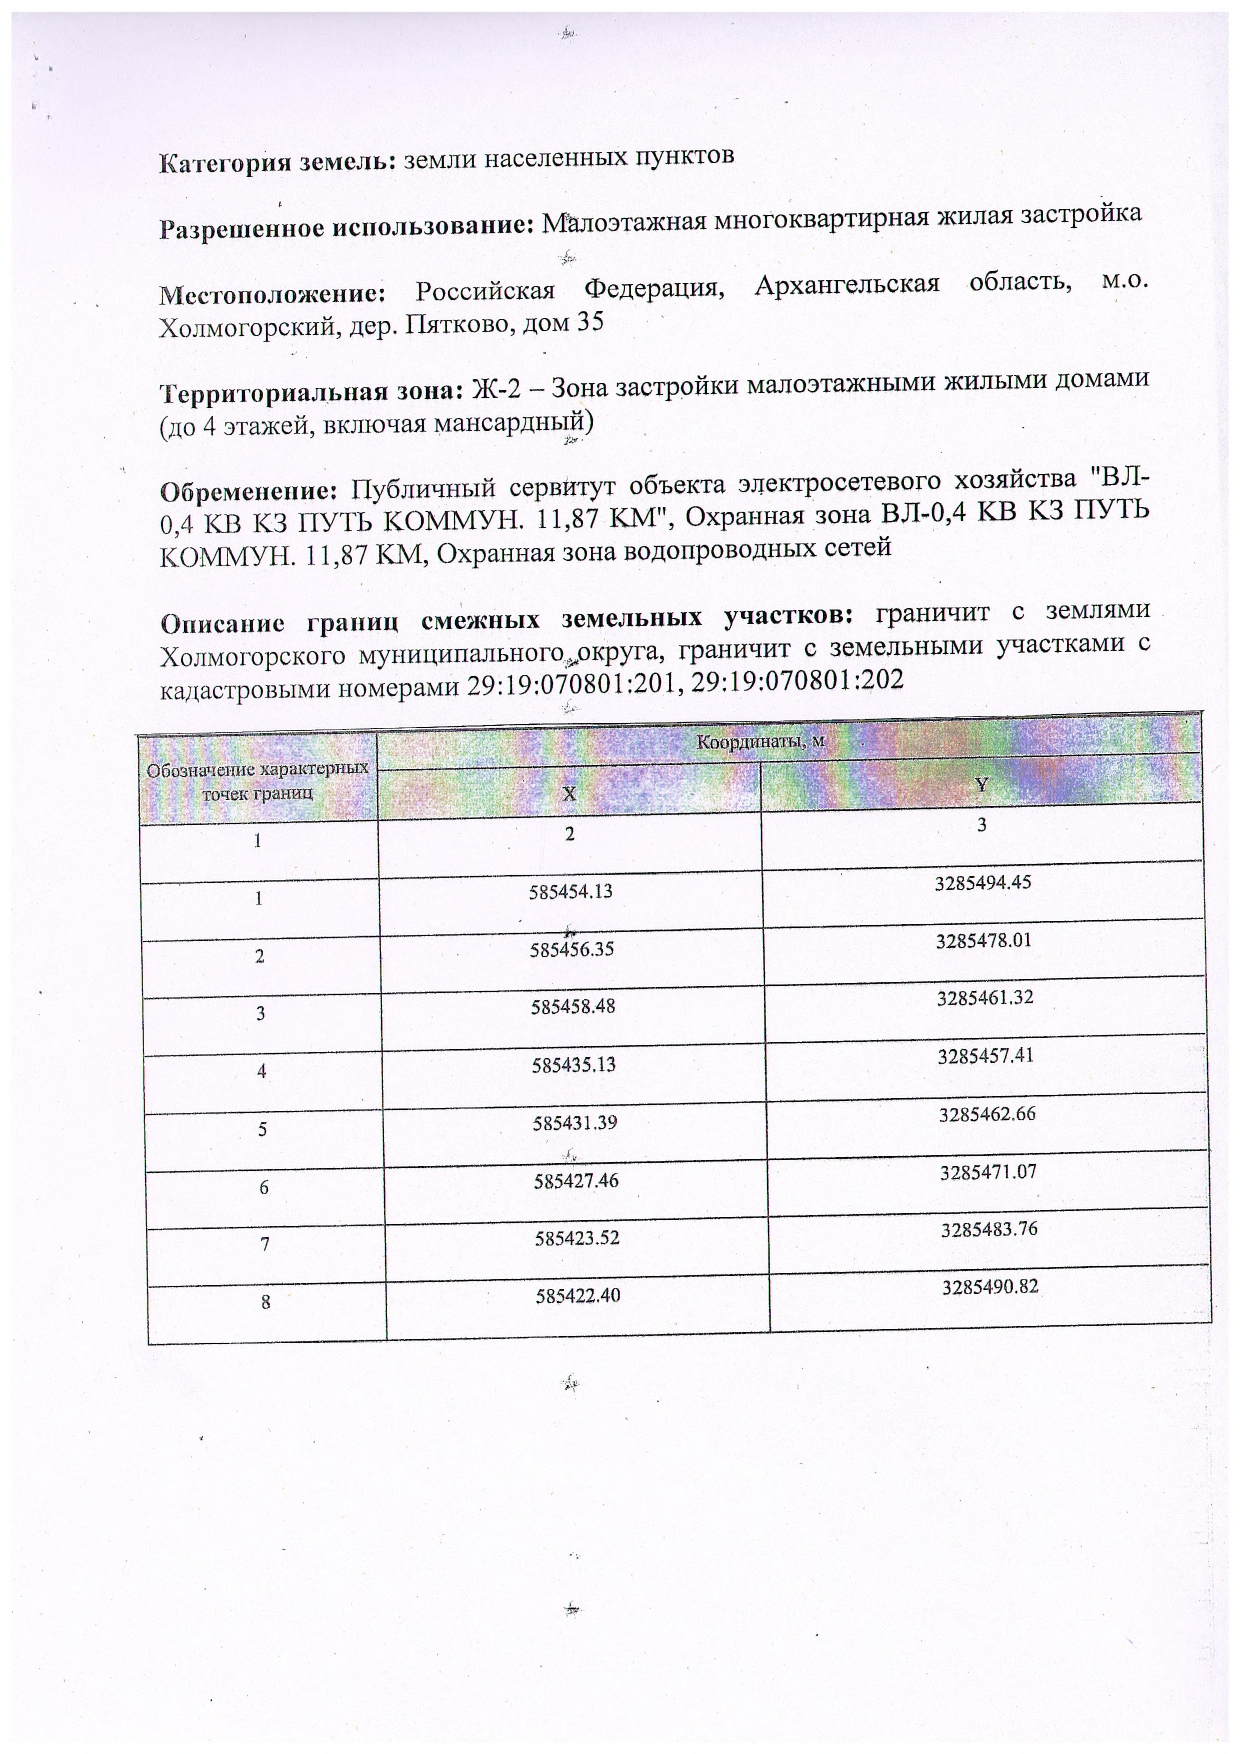 Категория земель: земли населенных пунктов
Разрешенное использование: Малоэтажная многоквартирная жилая застройка
Местоположение: Российская Федерация, Архангельская область, м.о.
Холмогорский, дер. Пятково, дом 35
Территориальная зона: Ж-2 – Зона застройки малоэтажными жилыми домами
(до 4 этажей, включая мансардный)
Обременение: Публичный сервитут объекта электросетевого хозяйства "ВЛ-
0,4 КВ КЗ ПУТЬ КОММУН. 11,87 КМ", Охранная зона ВЛ-0,4 КВ КЗ ПУТЬ
КОММУН. 11,87 КМ, Охранная зона водопроводных сетей
Описание границ смежных земельных участков: граничит с землями
Холмогорского муниципального округа, граничит с земельными участками с
кадастровыми номерами 29:19:070801:201, 29:19:070801:202
Обозначение характерных точек границ Координаты, м
X Y
1 2 3
1 585454.13 3285494.45
2 585456.35 3285478.01
3 585458.48 3285461.32
4 585435.13 3285457.41
5 585431.39 3285462.66
6 585427.46 3285471.07
7 585423.52 3285483.76
8 585422.40 3285490.82